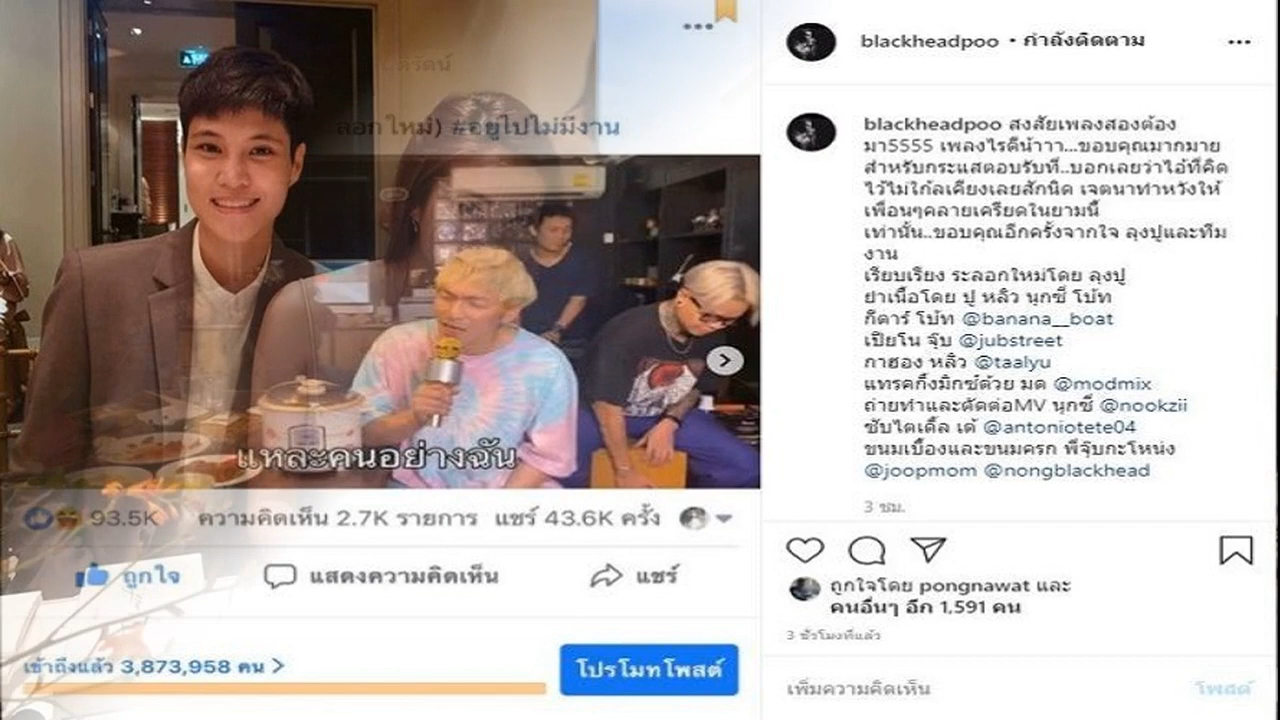 ลอกใหม่) #อยู่ไปไม่มีงาน
แหละคนอย่างฉัน
93.5K ความคิดเห็น 2.7K รายการ แชร์ 43.6K ครั้ง
ถูกใจ แสดงความคิดเห็น แชร์
เข้าถึงแล้ว 3,873,958 คน >
โปรโมทโพสต์
blackheadpoo • กำลังติดตาม
blackheadpoo สงสัยเพลงสองต้อง
มา5555 เพลงไรดีน้าาา...ขอบคุณมากมาย
สำหรับกระแสตอบรับที่..บอกเลยว่าไอ้ที่คิด
ไว้ไม่ใกล้เคียงเลยสักนิด เจตนาทำหวังให้
เพื่อนๆคลายเครียดในยามนี้
เท่านั้น..ขอบคุณอีกครั้งจากใจ ลุงปูและทีม
งาน
เรียบเรียง ระลอกใหม่โดย ลุงปู
ยำเนื้อโดย ปู หลิว นุกซี่ โบ้ท
กีตาร์ โบ้ท @banana__boat
เปียโน จุ๊บ @jubstreet
กาฮอง หลิว @taalyu
แทรคกิ้งมิกซ์ด้วย มด @modmix
ถ่ายทำและตัดต่อMV นุกซี่ @nookzii
ซับไตเติ้ล เต้ @antoniotete04
ขนมเบื้องและขนมครก พี่จุ๊บกะโหน่ง
@joopmom @nongblackhead
3 ชม.
ถูกใจโดย pongnawat และ
คนอื่นๆ อีก 1,591 คน
3 ชั่วโมงที่แล้ว
เพิ่มความคิดเห็น
โพสต์